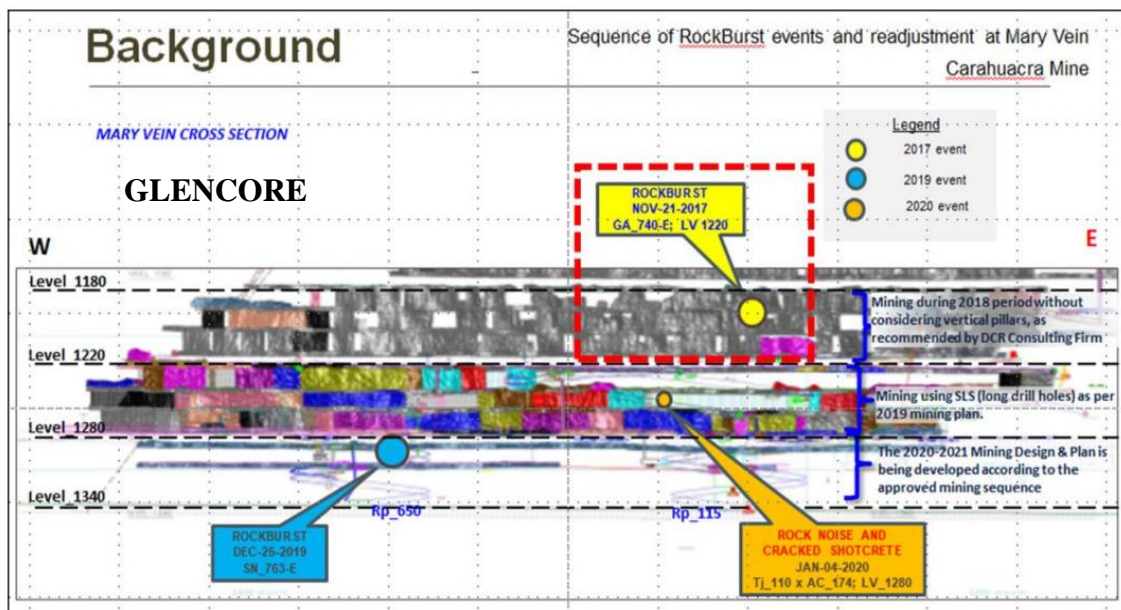 Background
Sequence of RockBurst events and readjustment at Mary Vein
Carahuacra Mine
MARY VEIN CROSS SECTION
GLENCORE
Legend
2017 event
2019 event
2020 event
ROCKBURST
NOV-21-2017
GA_740-E; LV 1220
W
E
Level_1180
Mining during 2018 period without
considering vertical pillars, as
recommended by DCR Consulting Firm
Level_1220
Mining using SLS (long drill holes) as per
2019 mining plan.
Level_1280
The 2020-2021 Mining Design & Plan is
being developed according to the
approved mining sequence
Level_1340
Rp_650
Rp_115
ROCKBURST
DEC-25-2019
SN_763-E
ROCK NOISE AND
CRACKED SHOTCRETE
JAN-04-2020
Tj_110 x AC_174; LV_1280